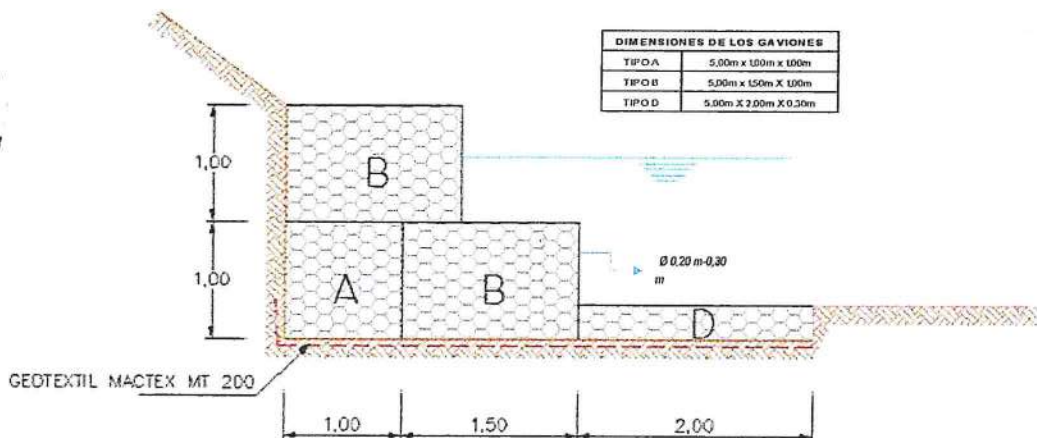 DIMENSIONES DE LOS GAVIONES
TIPO A 5,00m x 1,00m x 1,00m
TIPO B 5,00m x 1,50m X 1,00m
TIPO D 5,00m X 2,00m X 0,30m
1,00
B
1,00
A
B
Ø 0,20 m-0,30
m
D
GEOTEXTIL MACTEX MT 200
1,00
1,50
2,00